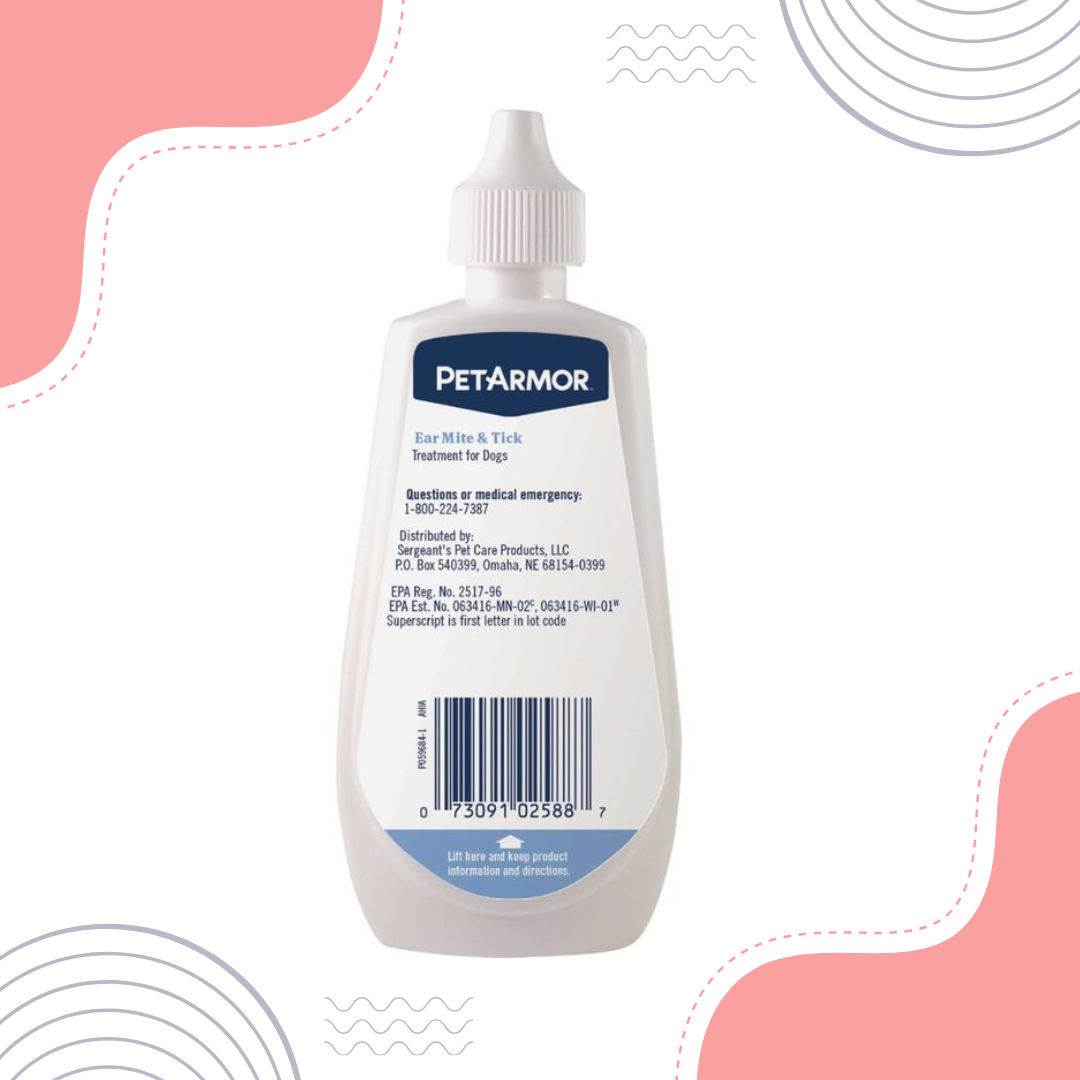 PETARMOR
Ear Mite & Tick
Treatment for Dogs
Questions or medical emergency:
1-800-224-7387
Distributed by:
Sergeant's Pet Care Products, LLC
P.O. Box 540399, Omaha, NE 68154-0399
EPA Reg. No. 2517-96
EPA Est. No. 063416-MN-02ᶜ, 063416-WI-01ᵂ
Superscript is first letter in lot code
P059684-1 AHIA
0 73091 02588 7
Lift here and keep product
information and directions.